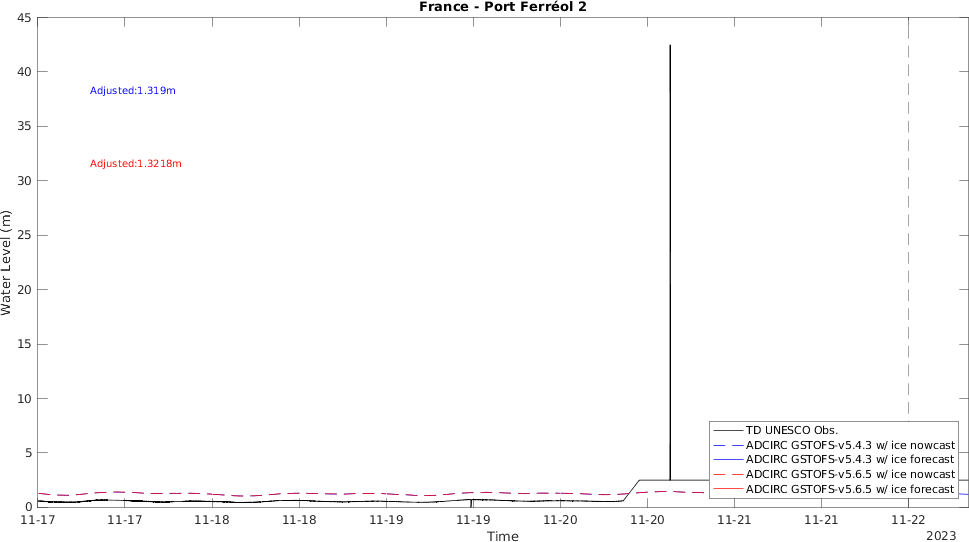 France - Port Ferréol 2
45
40
35
30
25
20
15
10
5
0
Water Level (m)
Adjusted:1.319m
Adjusted:1.3218m
TD UNESCO Obs.
ADCIRC GSTOFS-v5.4.3 w/ ice nowcast
ADCIRC GSTOFS-v5.4.3 w/ ice forecast
ADCIRC GSTOFS-v5.6.5 w/ ice nowcast
ADCIRC GSTOFS-v5.6.5 w/ ice forecast
11-17 11-17 11-18 11-18 11-19 11-19 11-20 11-20 11-21 11-21 11-22
Time
2023